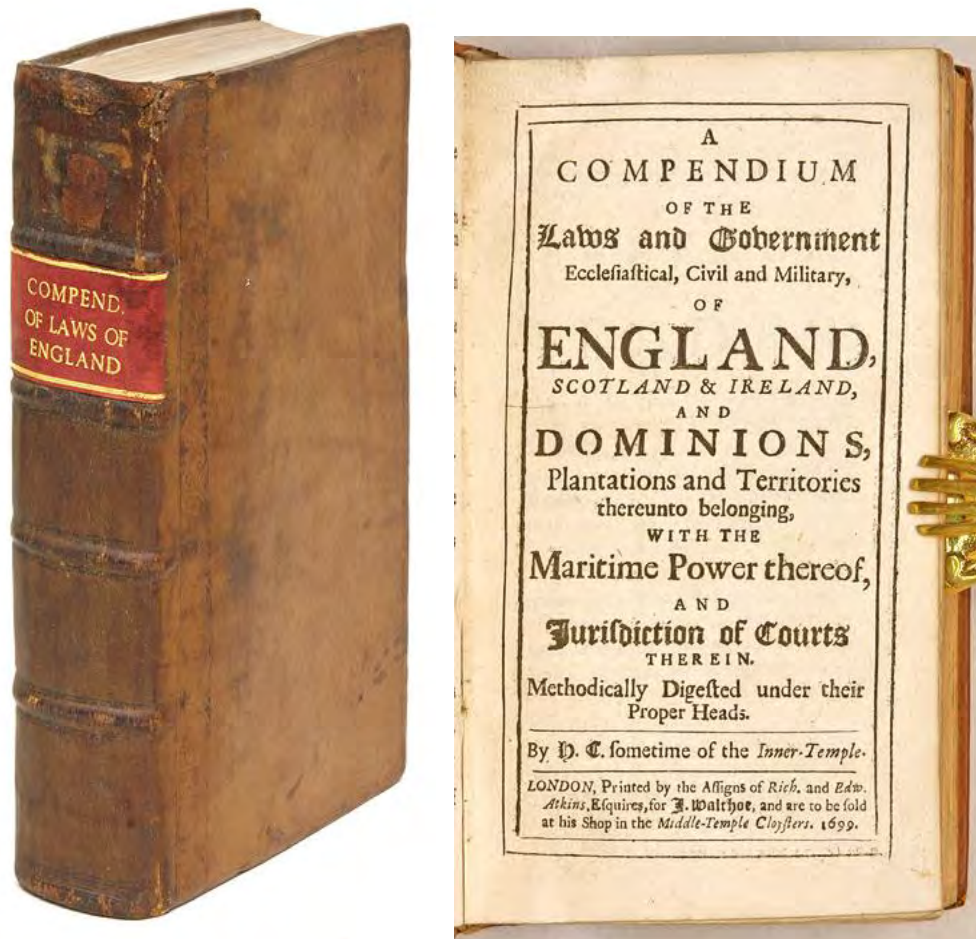 COMPEND.
OF LAWS OF
ENGLAND
A
COMPENDIUM
OF THE
Laws and Government
Eccleſiaſtical, Civil and Military,
OF
ENGLAND,
SCOTLAND & IRELAND,
AND
DOMINIONS,
Plantations and Territories
thereunto belonging,
WITH THE
Maritime Power thereof,
AND
Juriſdiction of Courts
THEREIN.
Methodically Digeſted under their
Proper Heads.
By H. C. ſometime of the Inner-Temple.
LONDON, Printed by the Aſſigns of Rich. and Edw.
Atkins, Eſquires, for J. Walthoe, and are to be ſold
at his Shop in the Middle-Temple Cloyſters. 1699.